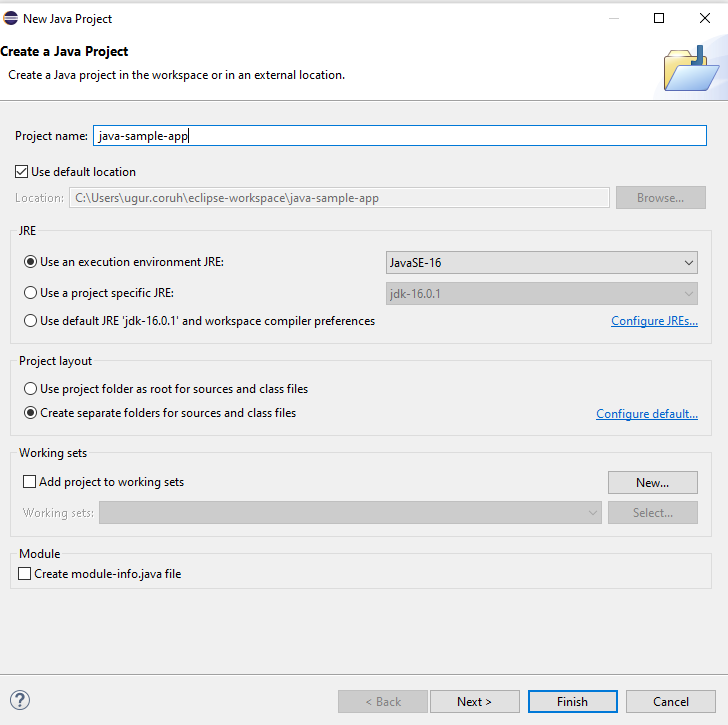 New Java Project
Create a Java Project
Create a Java project in the workspace or in an external location.
Project name: java-sample-app
Use default location
Location: C:\Users\ugur.coruh\eclipse-workspace\java-sample-app Browse...
JRE
Use an execution environment JRE: JavaSE-16
Use a project specific JRE: jdk-16.0.1
Use default JRE 'jdk-16.0.1' and workspace compiler preferences Configure JREs...
Project layout
Use project folder as root for sources and class files
Create separate folders for sources and class files Configure default...
Working sets
Add project to working sets New...
Working sets: Select...
Module
Create module-info.java file
? < Back Next > Finish Cancel